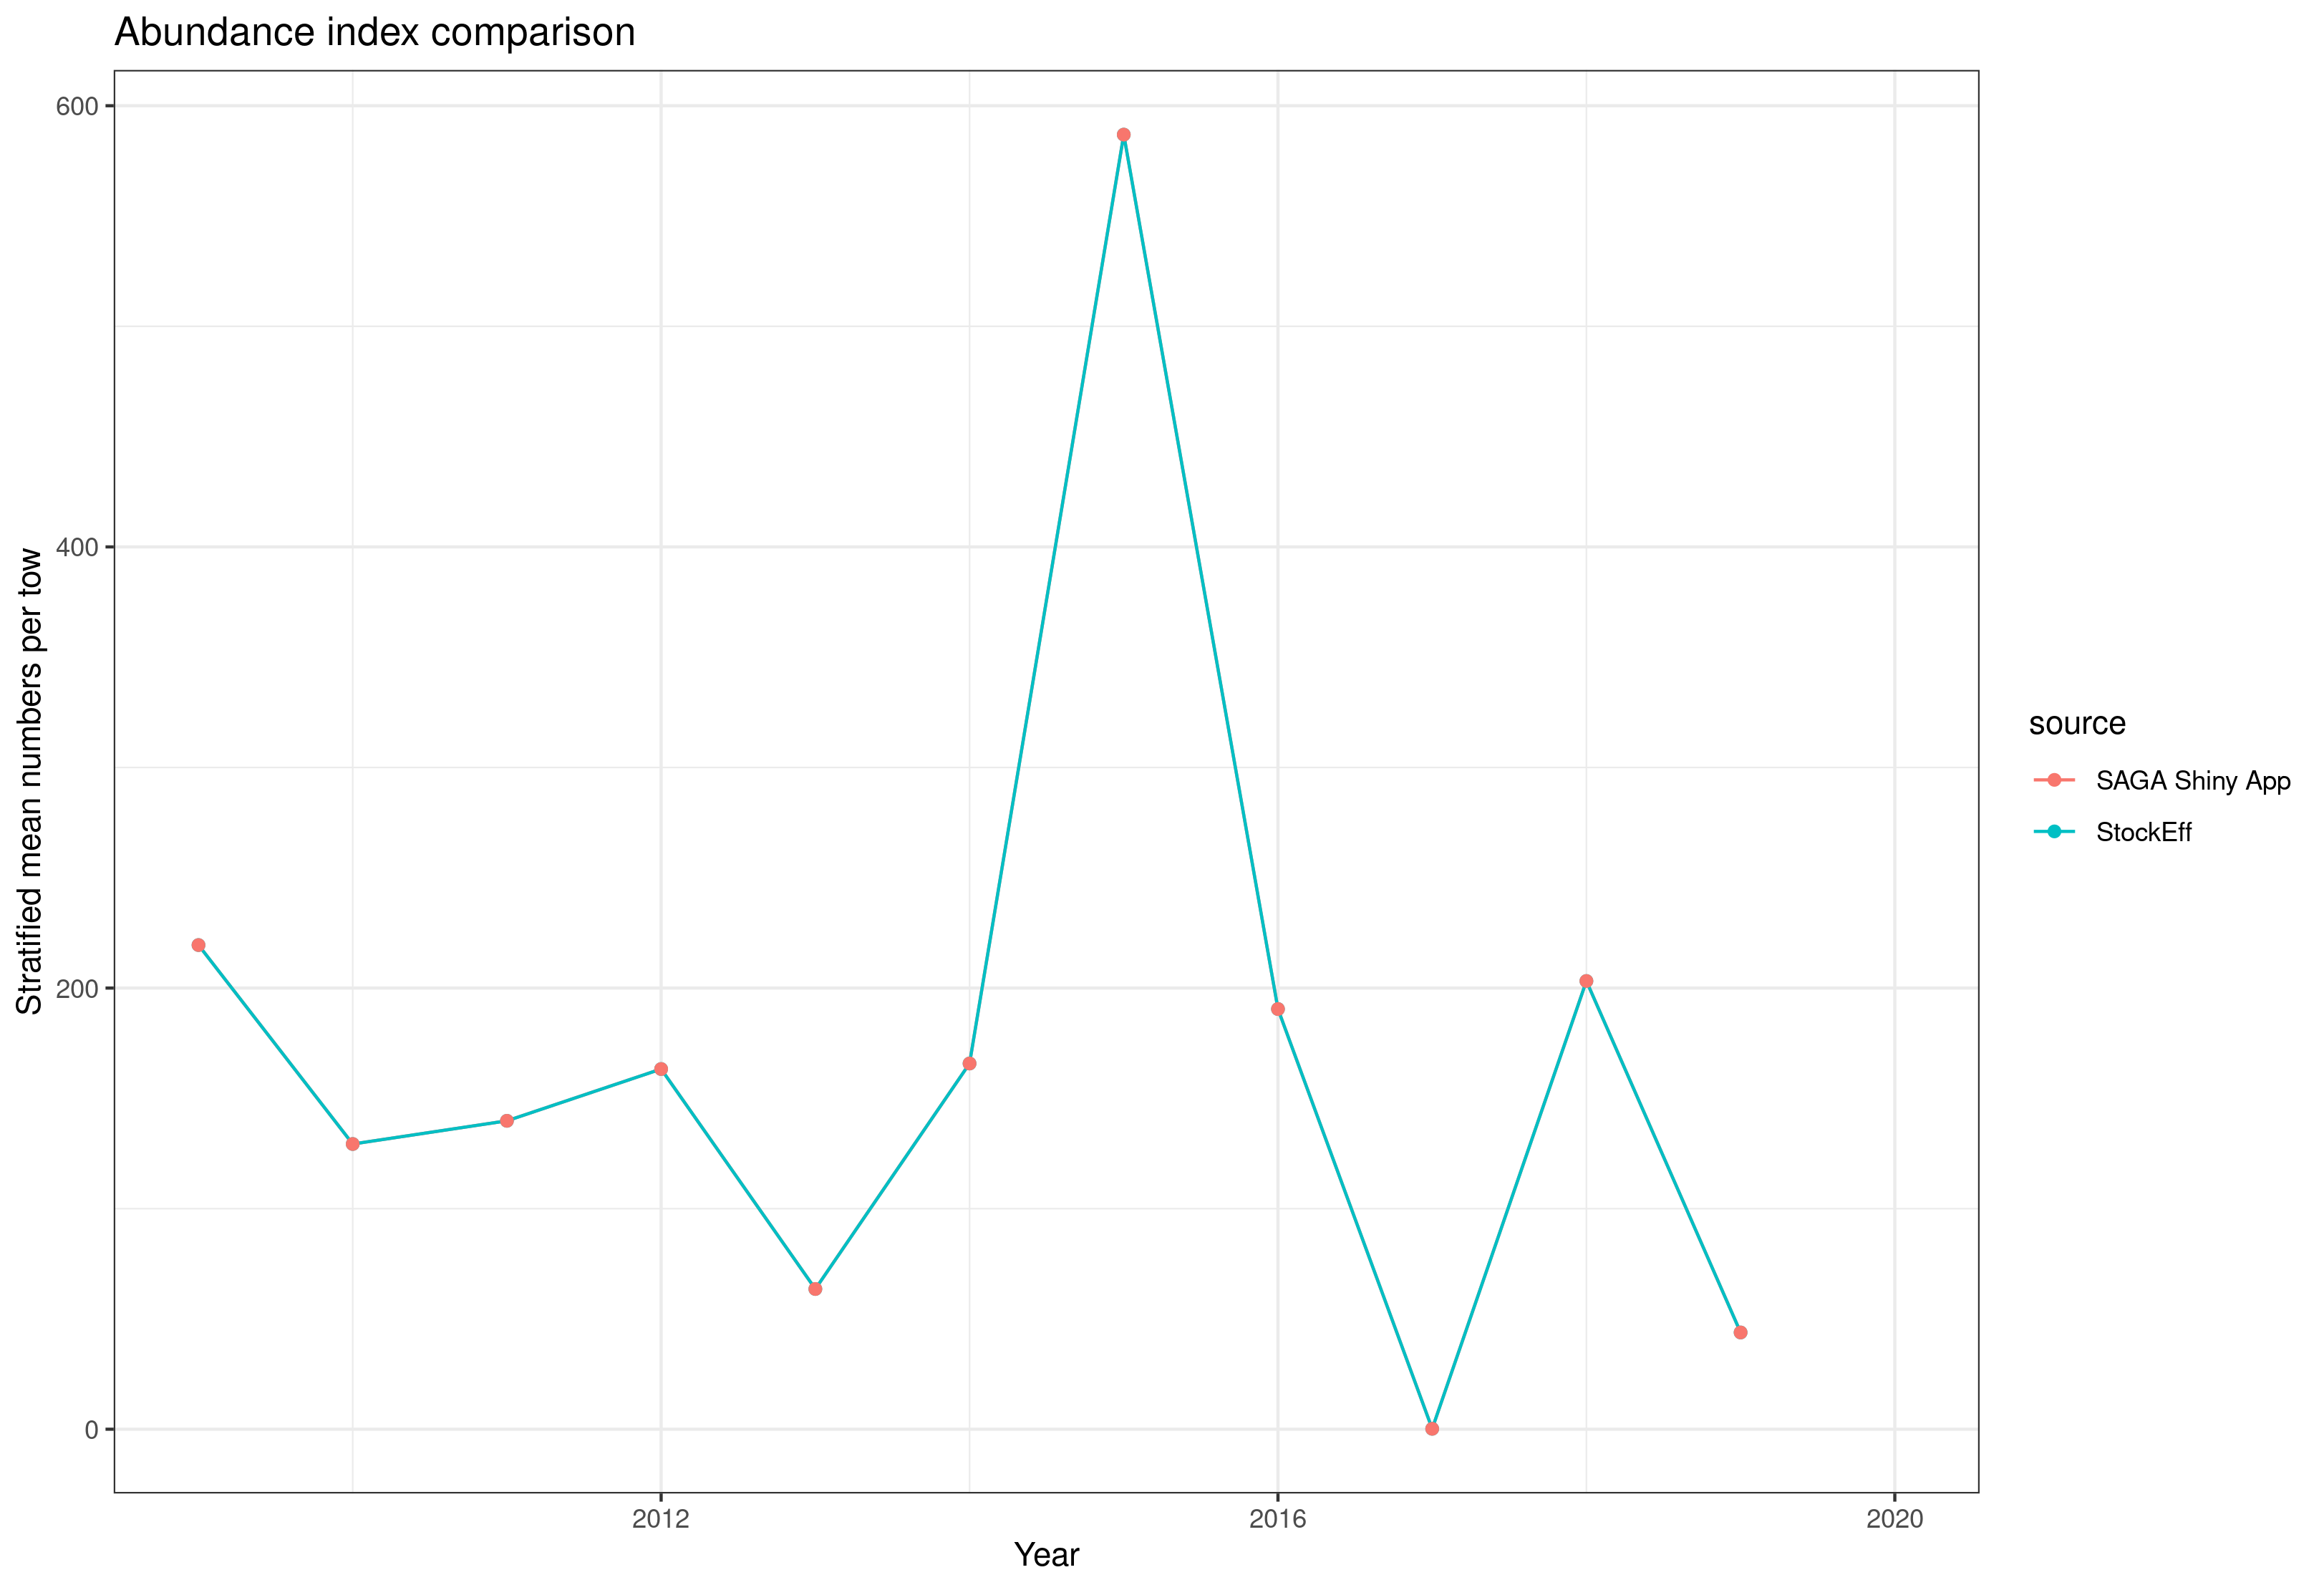 Abundance index comparison
600
400
200
0
Stratified mean numbers per tow
2012
2016
2020
Year
source
SAGA Shiny App
StockEff